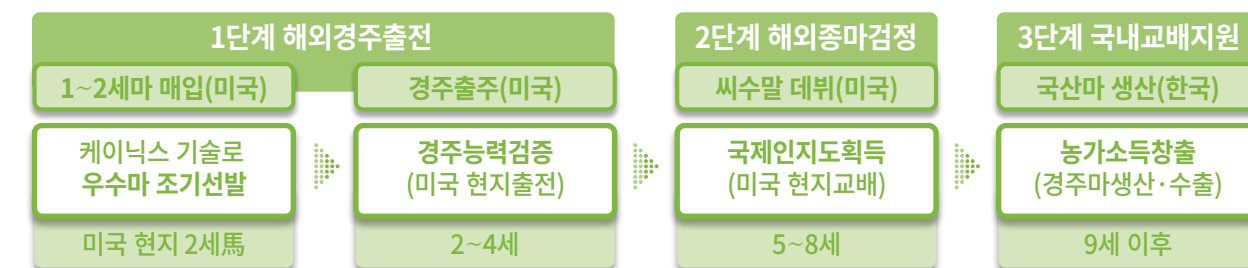 1단계 해외경주출전
1~2세마 매입(미국)
케이닉스 기술로
우수마 조기선발
미국 현지 2세馬
경주출주(미국)
경주능력검증
(미국 현지출전)
2~4세
2단계 해외종마검정
씨수말 데뷔(미국)
국제인지도획득
(미국 현지교배)
5~8세
3단계 국내교배지원
국산마 생산(한국)
농가소득창출
(경주마생산·수출)
9세 이후